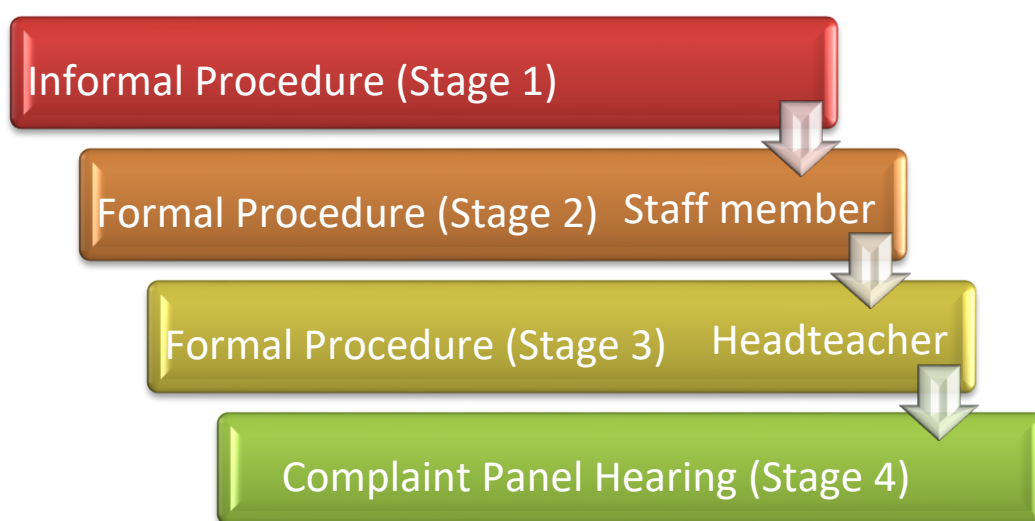 Informal Procedure (Stage 1)
Formal Procedure (Stage 2) Staff member
Formal Procedure (Stage 3) Headteacher
Complaint Panel Hearing (Stage 4)